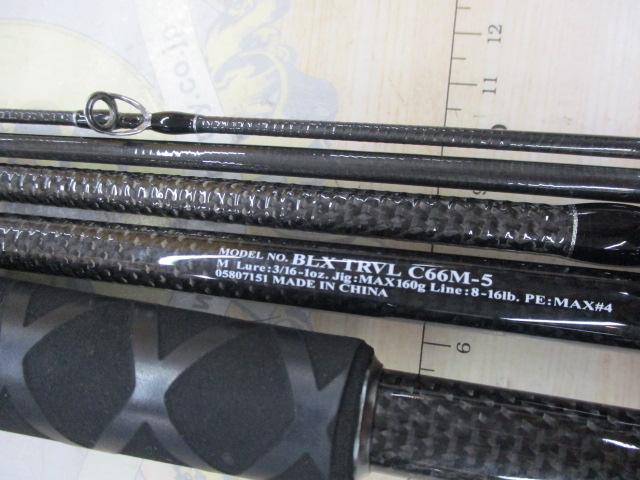 12
11
MODEL NO. BLX TRVL C66M-5
M Lure:3/16-1oz. Jig:MAX160g Line:8-16lb. PE:MAX#4
05807151 MADE IN CHINA
6